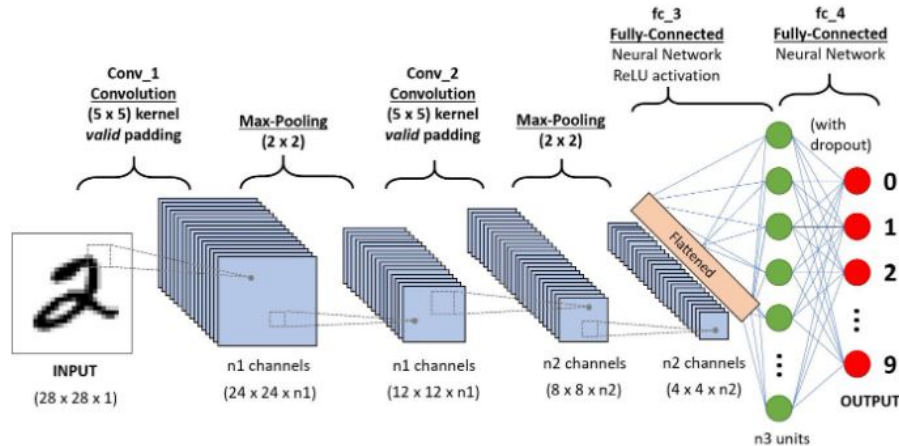 fc_3
Fully-Connected
Neural Network
ReLU activation
fc_4
Fully-Connected
Neural Network
Conv_1
Convolution
(5 x 5) kernel
valid padding
Max-Pooling
(2 x 2)
Conv_2
Convolution
(5 x 5) kernel
valid padding
Max-Pooling
(2 x 2)
(with
dropout)
Flattened
0
1
2
9
2
INPUT
(28 x 28 x 1)
n1 channels
(24 x 24 x n1)
n1 channels
(12 x 12 x n1)
n2 channels
(8 x 8 x n2)
n2 channels
(4 x 4 x n2)
OUTPUT
n3 units